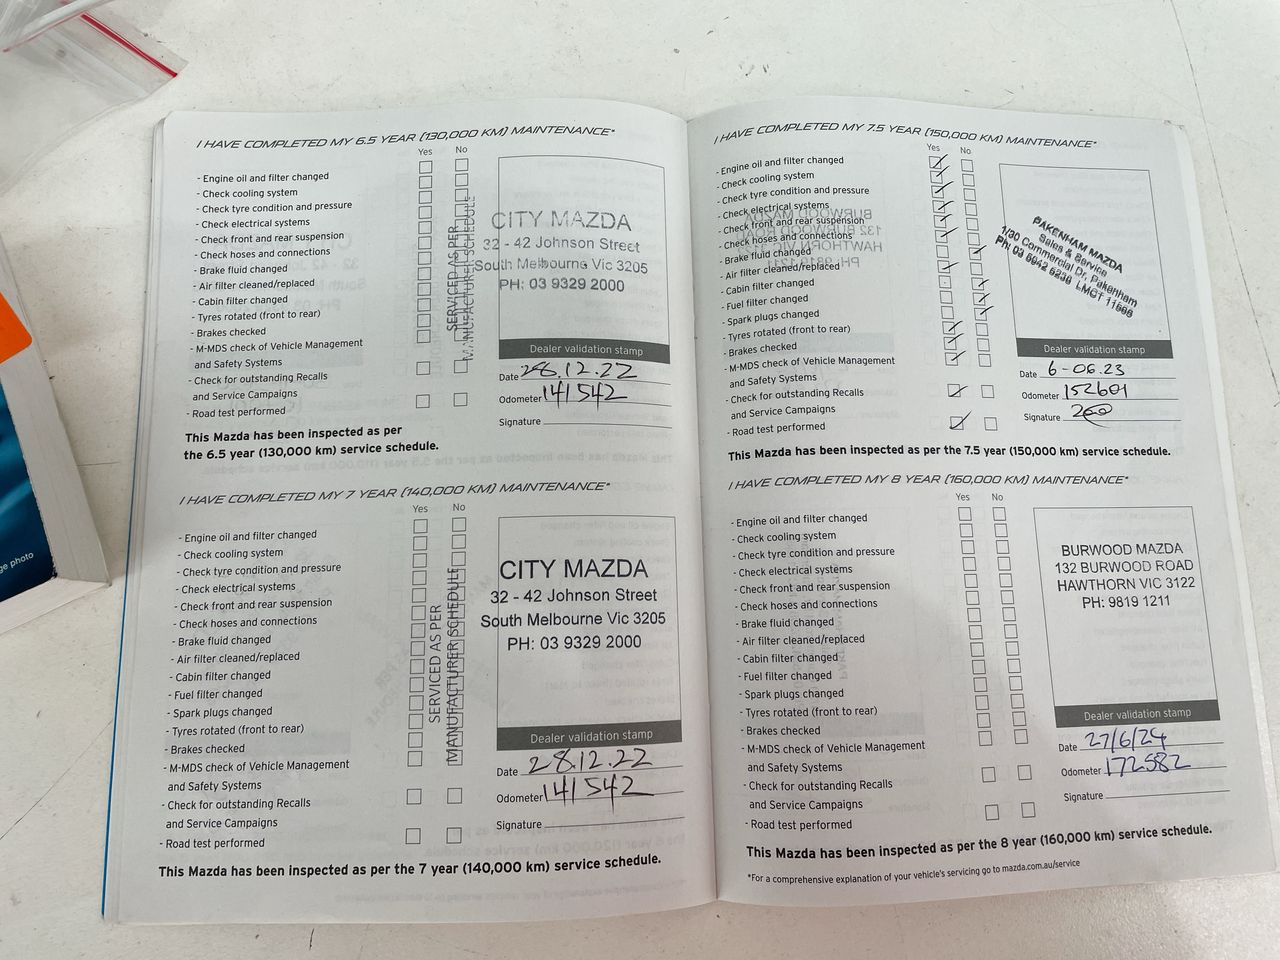 I HAVE COMPLETED MY 6.5 YEAR (130,000 KM) MAINTENANCE*
Yes No
- Engine oil and filter changed
- Check cooling system
- Check tyre condition and pressure
- Check electrical systems
- Check front and rear suspension
- Check hoses and connections
- Brake fluid changed
- Air filter cleaned/replaced
- Cabin filter changed
- Tyres rotated (front to rear)
- Brakes checked
- M-MDS check of Vehicle Management
and Safety Systems
- Check for outstanding Recalls
and Service Campaigns
- Road test performed
SERVICED AS PER
MANUFACTURER SCHEDULE
CITY MAZDA
32 - 42 Johnson Street
South Melbourne Vic 3205
PH: 03 9329 2000
Dealer validation stamp
Date 28.12.22
Odometer 141542
Signature
This Mazda has been inspected as per
the 6.5 year (130,000 km) service schedule.
I HAVE COMPLETED MY 7 YEAR (140,000 KM) MAINTENANCE*
Yes No
- Engine oil and filter changed
- Check cooling system
- Check tyre condition and pressure
- Check electrical systems
- Check front and rear suspension
- Check hoses and connections
- Brake fluid changed
- Air filter cleaned/replaced
- Cabin filter changed
- Fuel filter changed
- Spark plugs changed
- Tyres rotated (front to rear)
- Brakes checked
- M-MDS check of Vehicle Management
and Safety Systems
- Check for outstanding Recalls
and Service Campaigns
- Road test performed
SERVICED AS PER
MANUFACTURER SCHEDULE
CITY MAZDA
32 - 42 Johnson Street
South Melbourne Vic 3205
PH: 03 9329 2000
Dealer validation stamp
Date 28.12.22
Odometer 141542
Signature
This Mazda has been inspected as per the 7 year (140,000 km) service schedule.
I HAVE COMPLETED MY 7.5 YEAR (150,000 KM) MAINTENANCE*
Yes No
- Engine oil and filter changed
- Check cooling system
- Check tyre condition and pressure
- Check electrical systems
- Check front and rear suspension
- Check hoses and connections
- Brake fluid changed
- Air filter cleaned/replaced
- Cabin filter changed
- Fuel filter changed
- Spark plugs changed
- Tyres rotated (front to rear)
- Brakes checked
- M-MDS check of Vehicle Management
and Safety Systems
- Check for outstanding Recalls
and Service Campaigns
- Road test performed
PAKENHAM MAZDA
Sales & Service
1/30 Commercial Dr, Pakenham
Ph: 03 5942 6236 LMCT 11666
Dealer validation stamp
Date 6-06.23
Odometer 152601
Signature
This Mazda has been inspected as per the 7.5 year (150,000 km) service schedule.
I HAVE COMPLETED MY 8 YEAR (160,000 KM) MAINTENANCE*
Yes No
- Engine oil and filter changed
- Check cooling system
- Check tyre condition and pressure
- Check electrical systems
- Check front and rear suspension
- Check hoses and connections
- Brake fluid changed
- Air filter cleaned/replaced
- Cabin filter changed
- Fuel filter changed
- Spark plugs changed
- Tyres rotated (front to rear)
- Brakes checked
- M-MDS check of Vehicle Management
and Safety Systems
- Check for outstanding Recalls
and Service Campaigns
- Road test performed
BURWOOD MAZDA
132 BURWOOD ROAD
HAWTHORN VIC 3122
PH: 9819 1211
Dealer validation stamp
Date 27/6/24
Odometer 172582
Signature
This Mazda has been inspected as per the 8 year (160,000 km) service schedule.
*For a comprehensive explanation of your vehicle's servicing go to mazda.com.au/service
photo